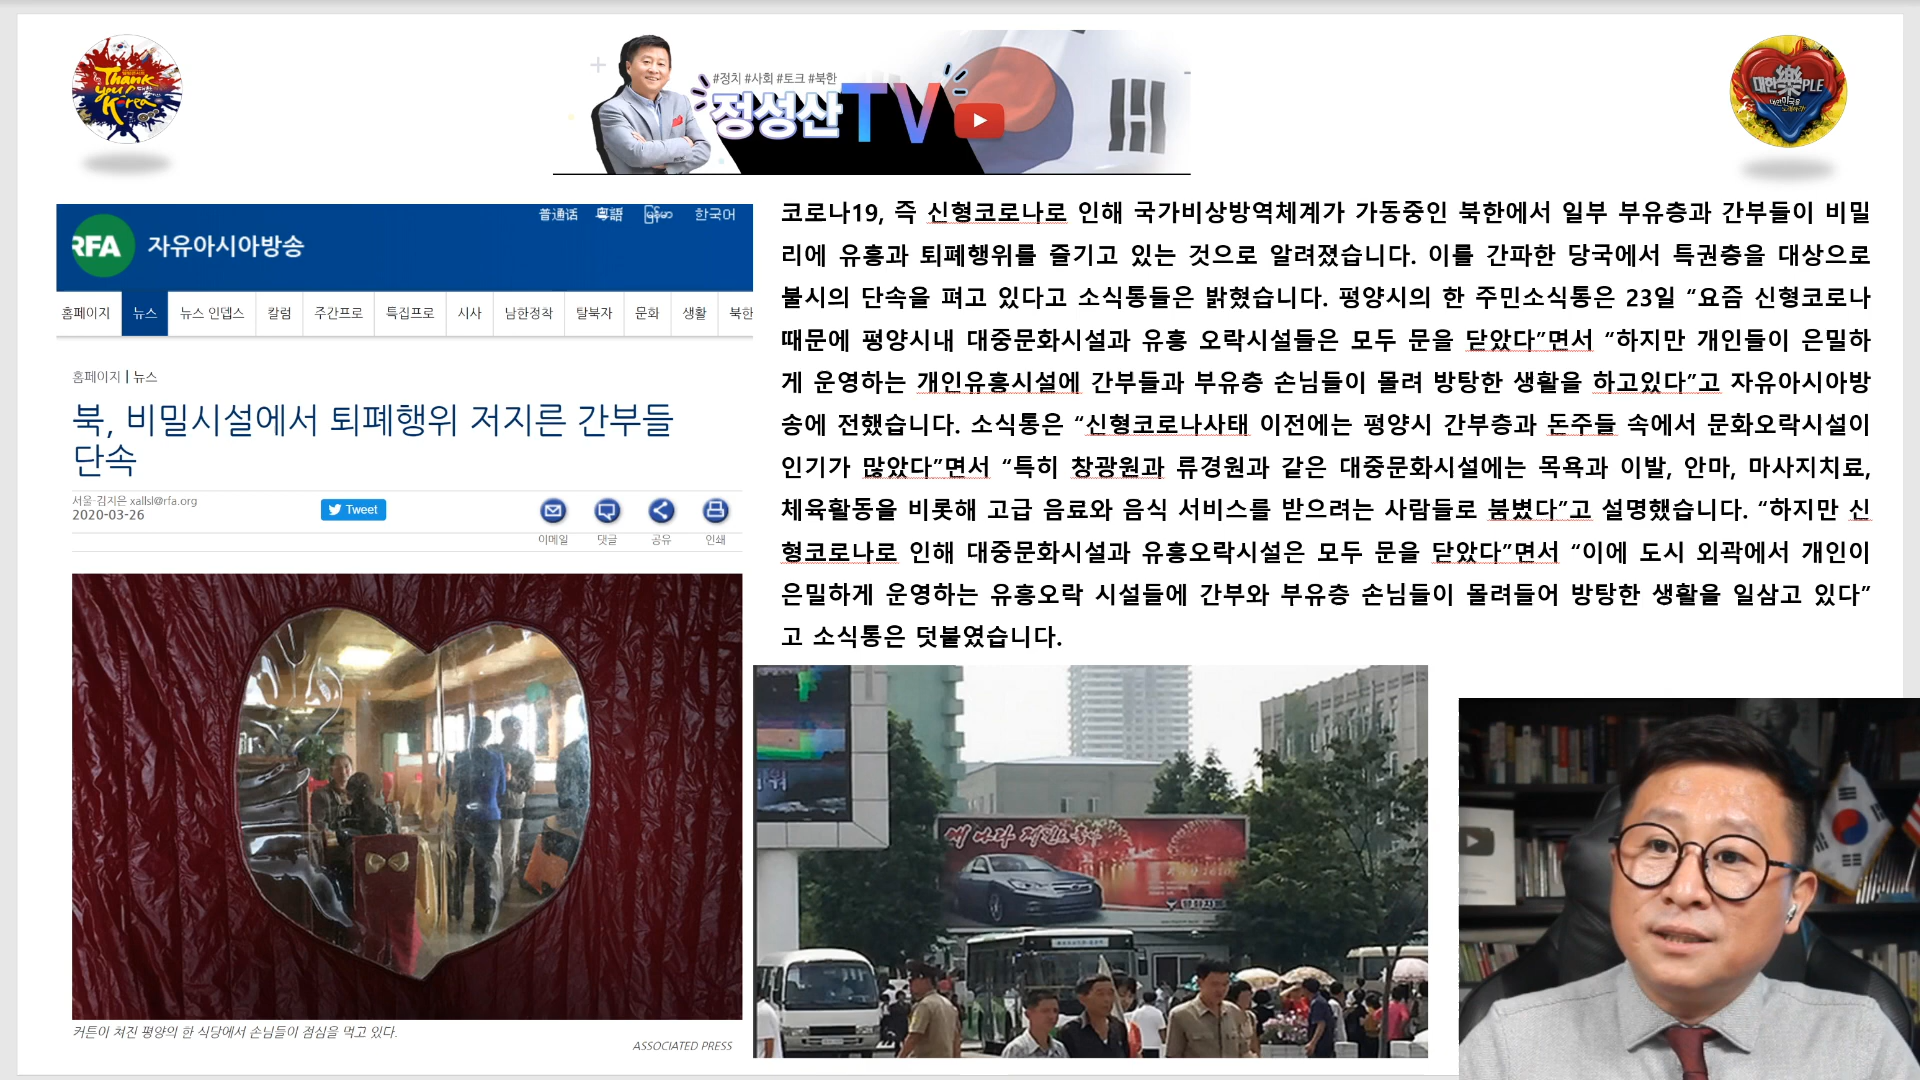 Thank
you
Korea
#정치 #사회 #토크 #북한
정성산TV
대한樂PLE
普通话 粤語 မြန်မာ 한국어
RFA 자유아시아방송
홈페이지 뉴스 뉴스 인뎁스 칼럼 주간프로 특집프로 시사 남한정착 탈북자 문화 생활 북한
홈페이지 | 뉴스
북, 비밀시설에서 퇴폐행위 저지른 간부들
단속
서울-김지은 xallsl@rfa.org
2020-03-26
Tweet
이메일 댓글 공유 인쇄
커튼이 쳐진 평양의 한 식당에서 손님들이 점심을 먹고 있다.
ASSOCIATED PRESS
코로나19, 즉 신형코로나로 인해 국가비상방역체계가 가동중인 북한에서 일부 부유층과 간부들이 비밀
리에 유흥과 퇴폐행위를 즐기고 있는 것으로 알려졌습니다. 이를 간파한 당국에서 특권층을 대상으로
불시의 단속을 펴고 있다고 소식통들은 밝혔습니다. 평양시의 한 주민소식통은 23일 “요즘 신형코로나
때문에 평양시내 대중문화시설과 유흥 오락시설들은 모두 문을 닫았다”면서 “하지만 개인들이 은밀하
게 운영하는 개인유흥시설에 간부들과 부유층 손님들이 몰려 방탕한 생활을 하고있다”고 자유아시아방
송에 전했습니다. 소식통은 “신형코로나사태 이전에는 평양시 간부층과 돈주들 속에서 문화오락시설이
인기가 많았다”면서 “특히 창광원과 류경원과 같은 대중문화시설에는 목욕과 이발, 안마, 마사지치료,
체육활동을 비롯해 고급 음료와 음식 서비스를 받으려는 사람들로 붐볐다”고 설명했습니다. “하지만 신
형코로나로 인해 대중문화시설과 유흥오락시설은 모두 문을 닫았다”면서 “이에 도시 외곽에서 개인이
은밀하게 운영하는 유흥오락 시설들에 간부와 부유층 손님들이 몰려들어 방탕한 생활을 일삼고 있다”
고 소식통은 덧붙였습니다.